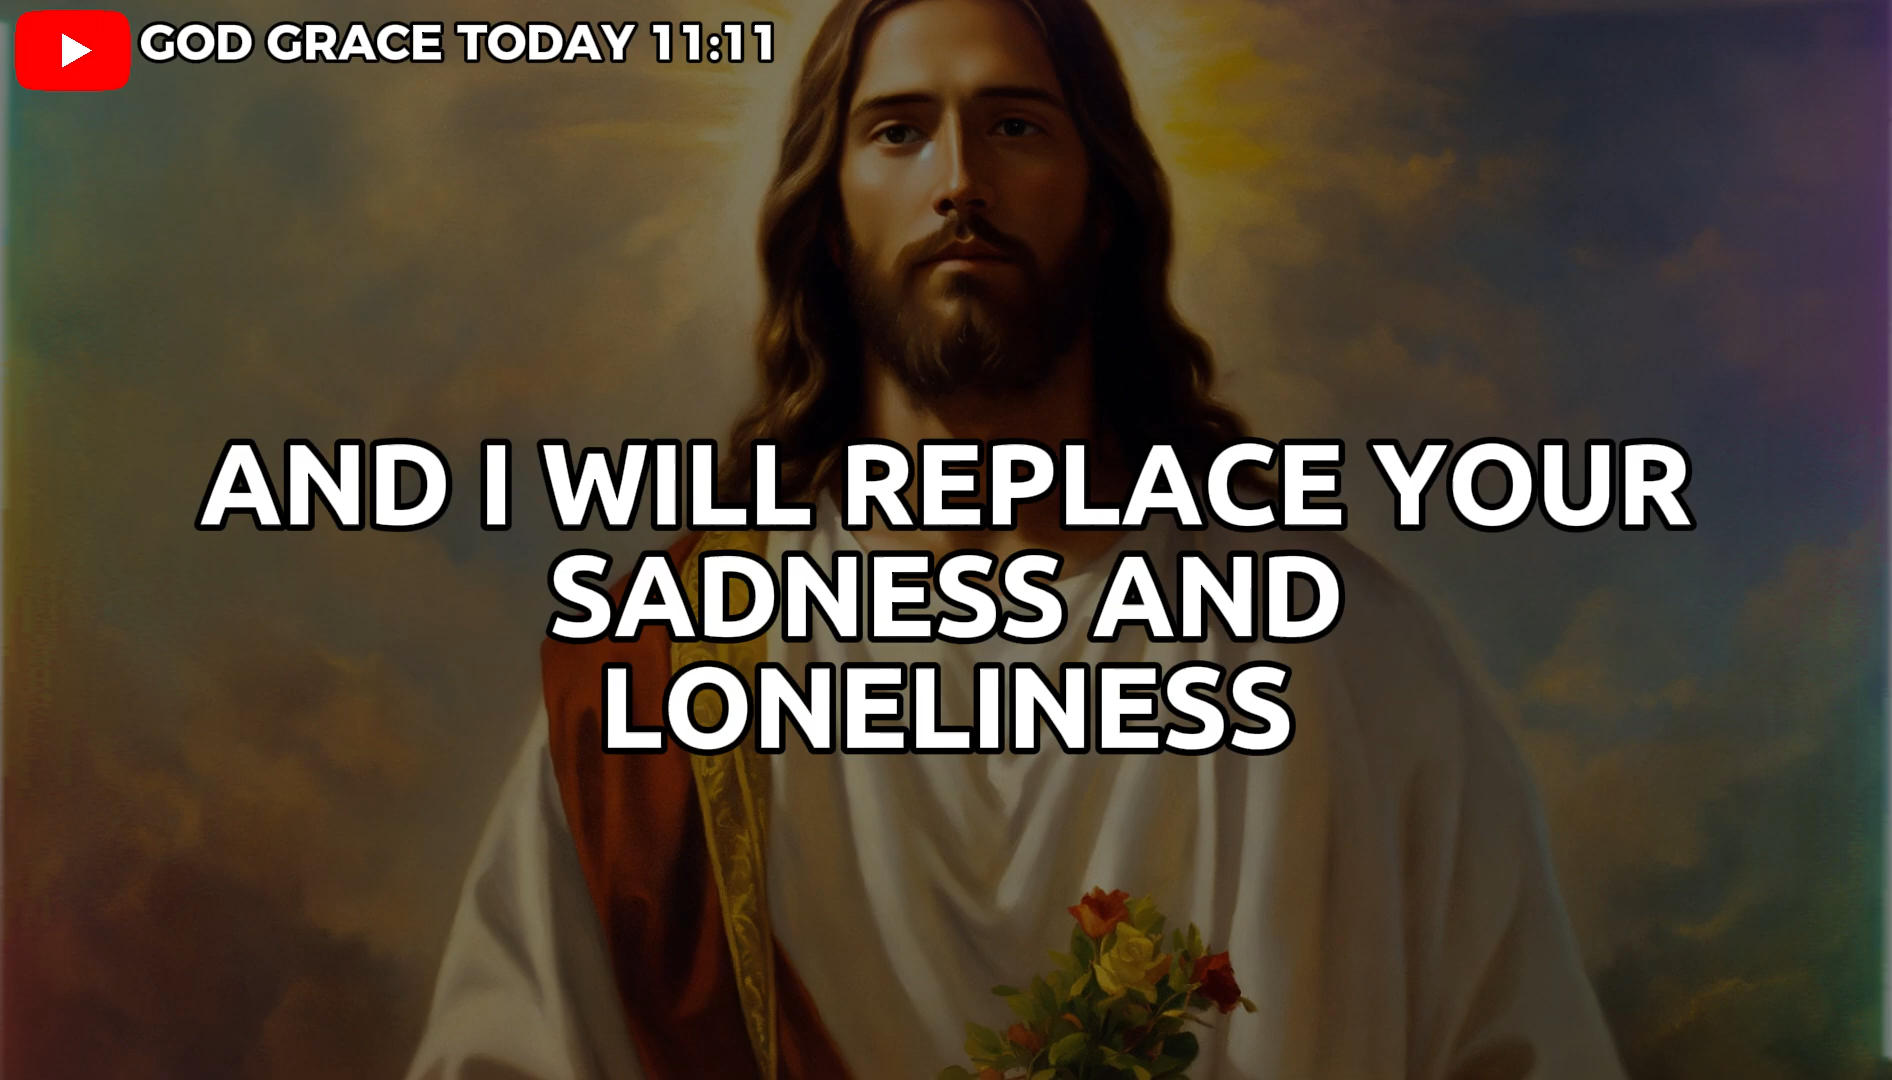 GOD GRACE TODAY 11:11
AND I WILL REPLACE YOUR
SADNESS AND
LONELINESS